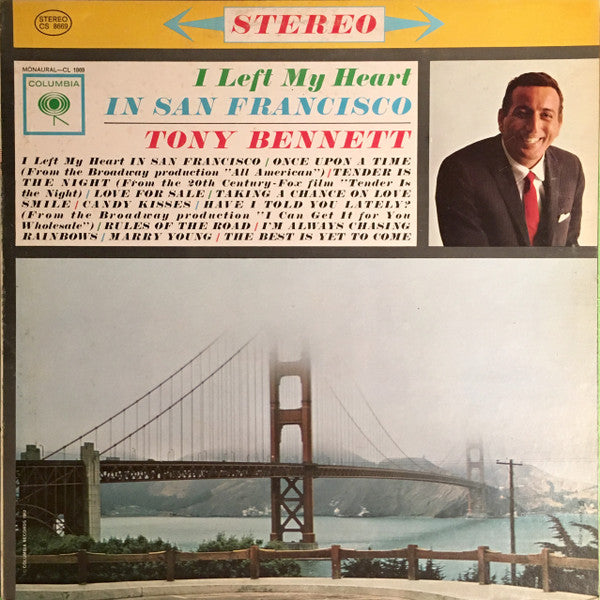 STEREO
STEREO
CS 8669
MONAURAL—CL 1869
COLUMBIA
I Left My Heart
IN SAN FRANCISCO
TONY BENNETT
I Left My Heart IN SAN FRANCISCO | ONCE UPON A TIME
(From the Broadway production "All American") | TENDER IS
THE NIGHT (From the 20th Century-Fox film "Tender Is
the Night) | LOVE FOR SALE | TAKING A CHANCE ON LOVE
SMILE | CANDY KISSES | HAVE I TOLD YOU LATELY?
(From the Broadway production "I Can Get It for You
Wholesale") | RULES OF THE ROAD | I'M ALWAYS CHASING
RAINBOWS | MARRY YOUNG | THE BEST IS YET TO COME
COLUMBIA RECORDS 1962